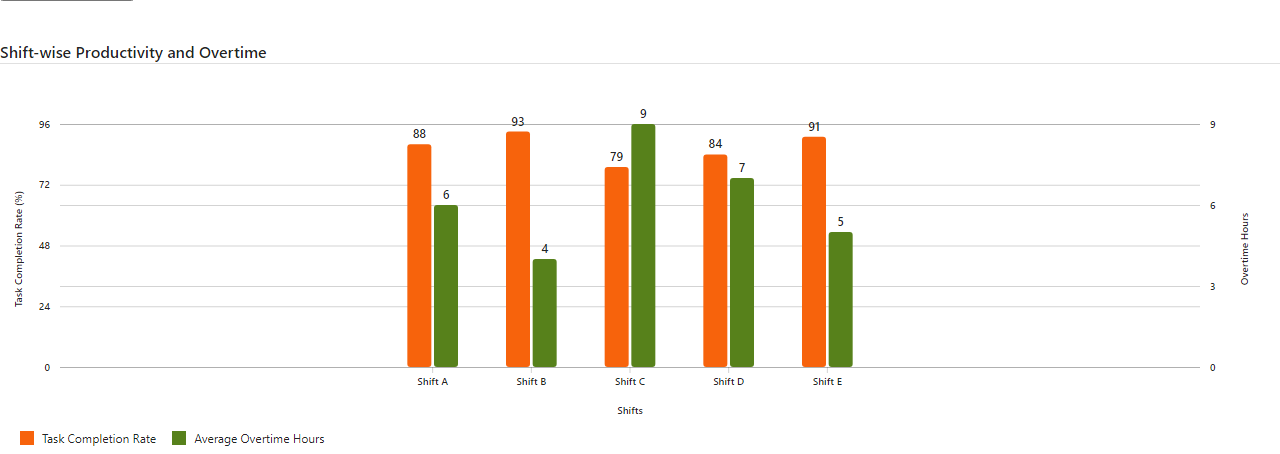 Shift-wise Productivity and Overtime
Task Completion Rate (%)
Overtime Hours
96
72
48
24
0
9
6
3
0
88
6
93
4
79
9
84
7
91
5
Shift A
Shift B
Shift C
Shift D
Shift E
Shifts
Task Completion Rate
Average Overtime Hours